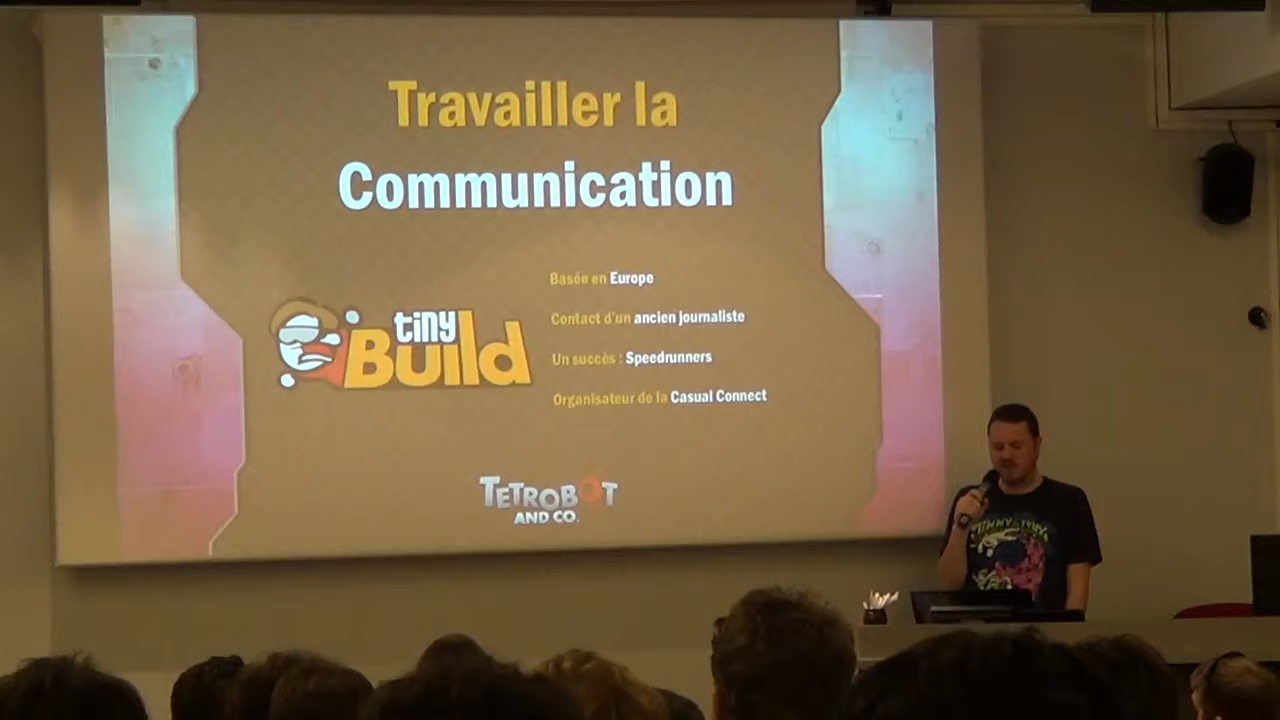 Travailler la
Communication
tiny
Build
Basée en Europe
Contact d'un ancien journaliste
Un succès : Speedrunners
Organisateur de la Casual Connect
TETROBOT
AND CO.